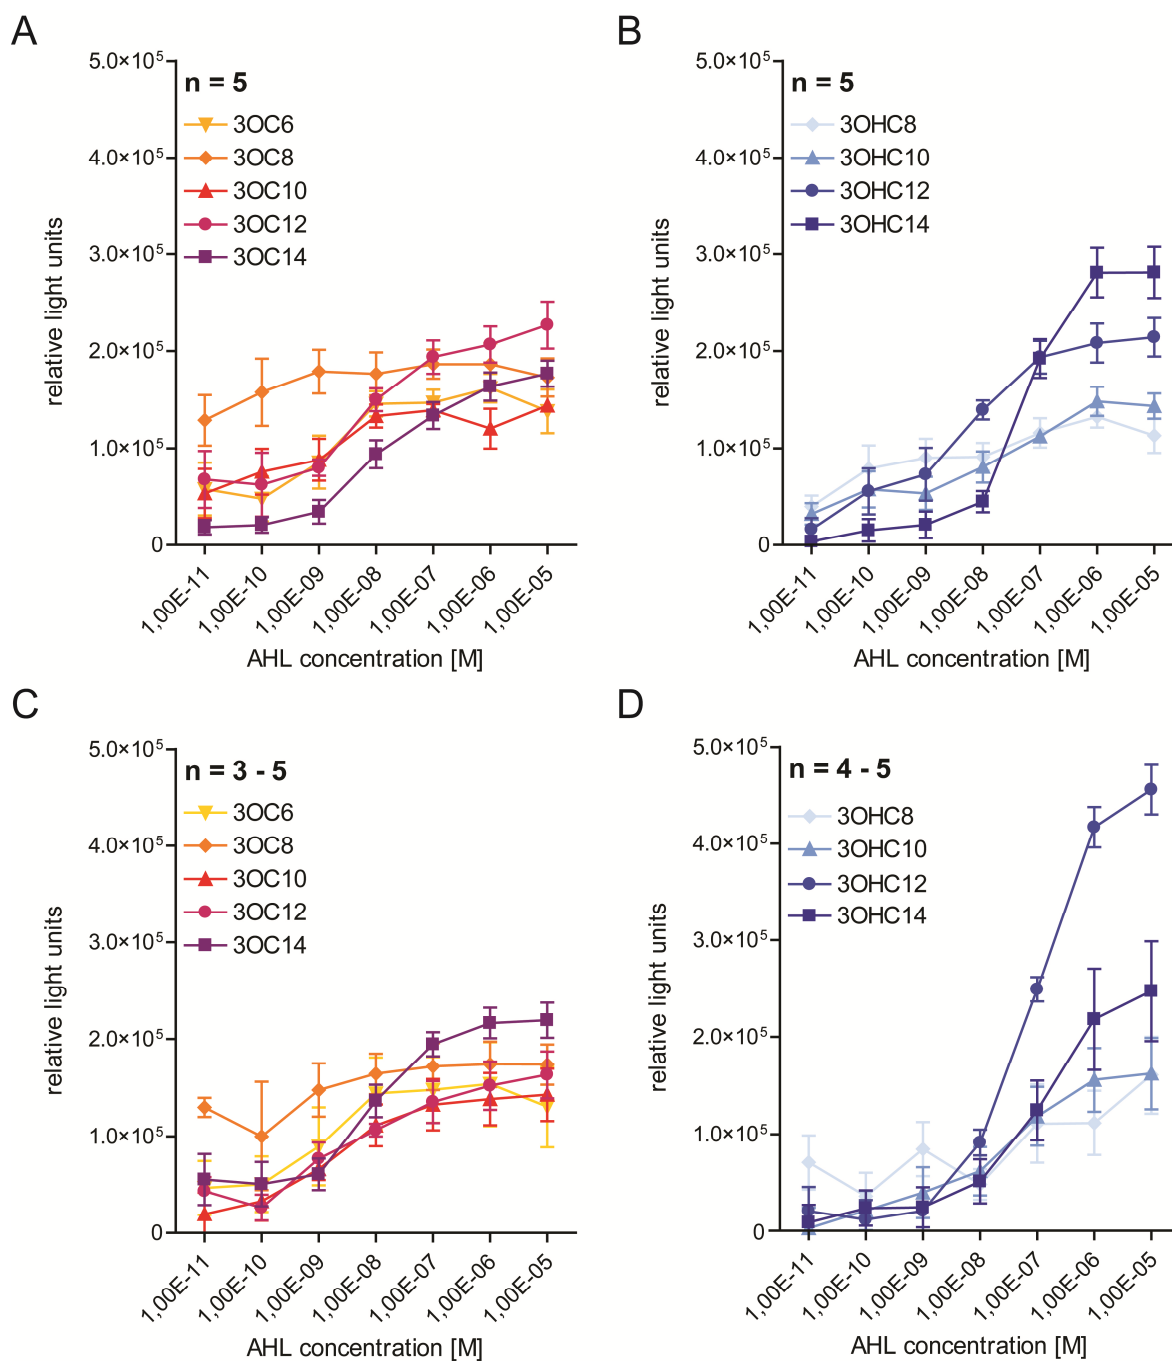 A
5.0×10⁵
n = 5
3OC6
4.0×10⁵
3OC8
3OC10
3OC12
3.0×10⁵
3OC14
relative light units
2.0×10⁵
1.0×10⁵
0
1,00E-11
1,00E-10
1,00E-09
1,00E-08
1,00E-07
1,00E-06
1,00E-05
AHL concentration [M]
B
5.0×10⁵
n = 5
3OHC8
4.0×10⁵
3OHC10
3OHC12
3OHC14
3.0×10⁵
relative light units
2.0×10⁵
1.0×10⁵
0
1,00E-11
1,00E-10
1,00E-09
1,00E-08
1,00E-07
1,00E-06
1,00E-05
AHL concentration [M]
C
5.0×10⁵
n = 3 - 5
3OC6
4.0×10⁵
3OC8
3OC10
3OC12
3.0×10⁵
3OC14
relative light units
2.0×10⁵
1.0×10⁵
0
1,00E-11
1,00E-10
1,00E-09
1,00E-08
1,00E-07
1,00E-06
1,00E-05
AHL concentration [M]
D
5.0×10⁵
n = 4 - 5
3OHC8
4.0×10⁵
3OHC10
3OHC12
3OHC14
3.0×10⁵
relative light units
2.0×10⁵
1.0×10⁵
0
1,00E-11
1,00E-10
1,00E-09
1,00E-08
1,00E-07
1,00E-06
1,00E-05
AHL concentration [M]